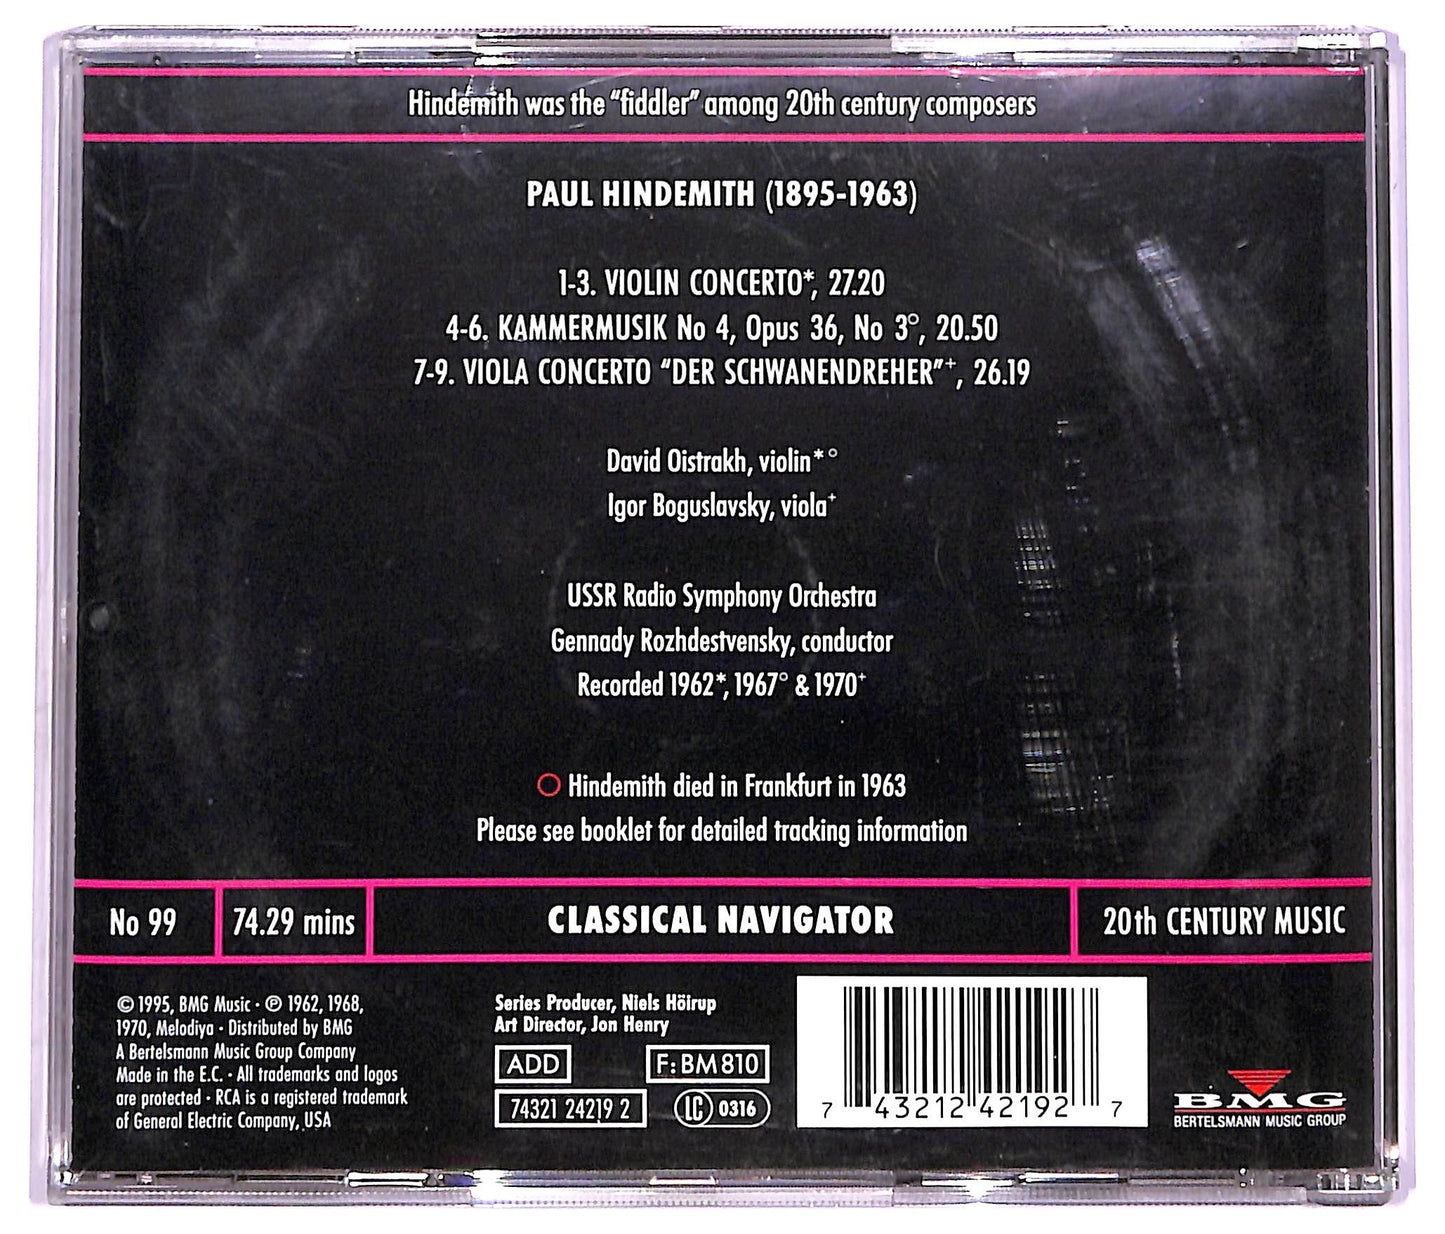 Hindemith was the "fiddler" among 20th century composers
PAUL HINDEMITH (1895-1963)
1-3. VIOLIN CONCERTO*, 27.20
4-6. KAMMERMUSIK No 4, Opus 36, No 3°, 20.50
7-9. VIOLA CONCERTO "DER SCHWANENDREHER"⁺, 26.19
David Oistrakh, violin*°
Igor Boguslavsky, viola⁺
USSR Radio Symphony Orchestra
Gennady Rozhdestvensky, conductor
Recorded 1962*, 1967° & 1970⁺
Hindemith died in Frankfurt in 1963
Please see booklet for detailed tracking information
No 99
74.29 mins
CLASSICAL NAVIGATOR
20th CENTURY MUSIC
© 1995, BMG Music · ℗ 1962, 1968,
1970, Melodiya · Distributed by BMG
A Bertelsmann Music Group Company
Made in the E.C. · All trademarks and logos
are protected · RCA is a registered trademark
of General Electric Company, USA
Series Producer, Niels Höirup
Art Director, Jon Henry
ADD
F: BM 810
74321 24219 2
LC 0316
7 43212 42192 7
BMG
BERTELSMANN MUSIC GROUP